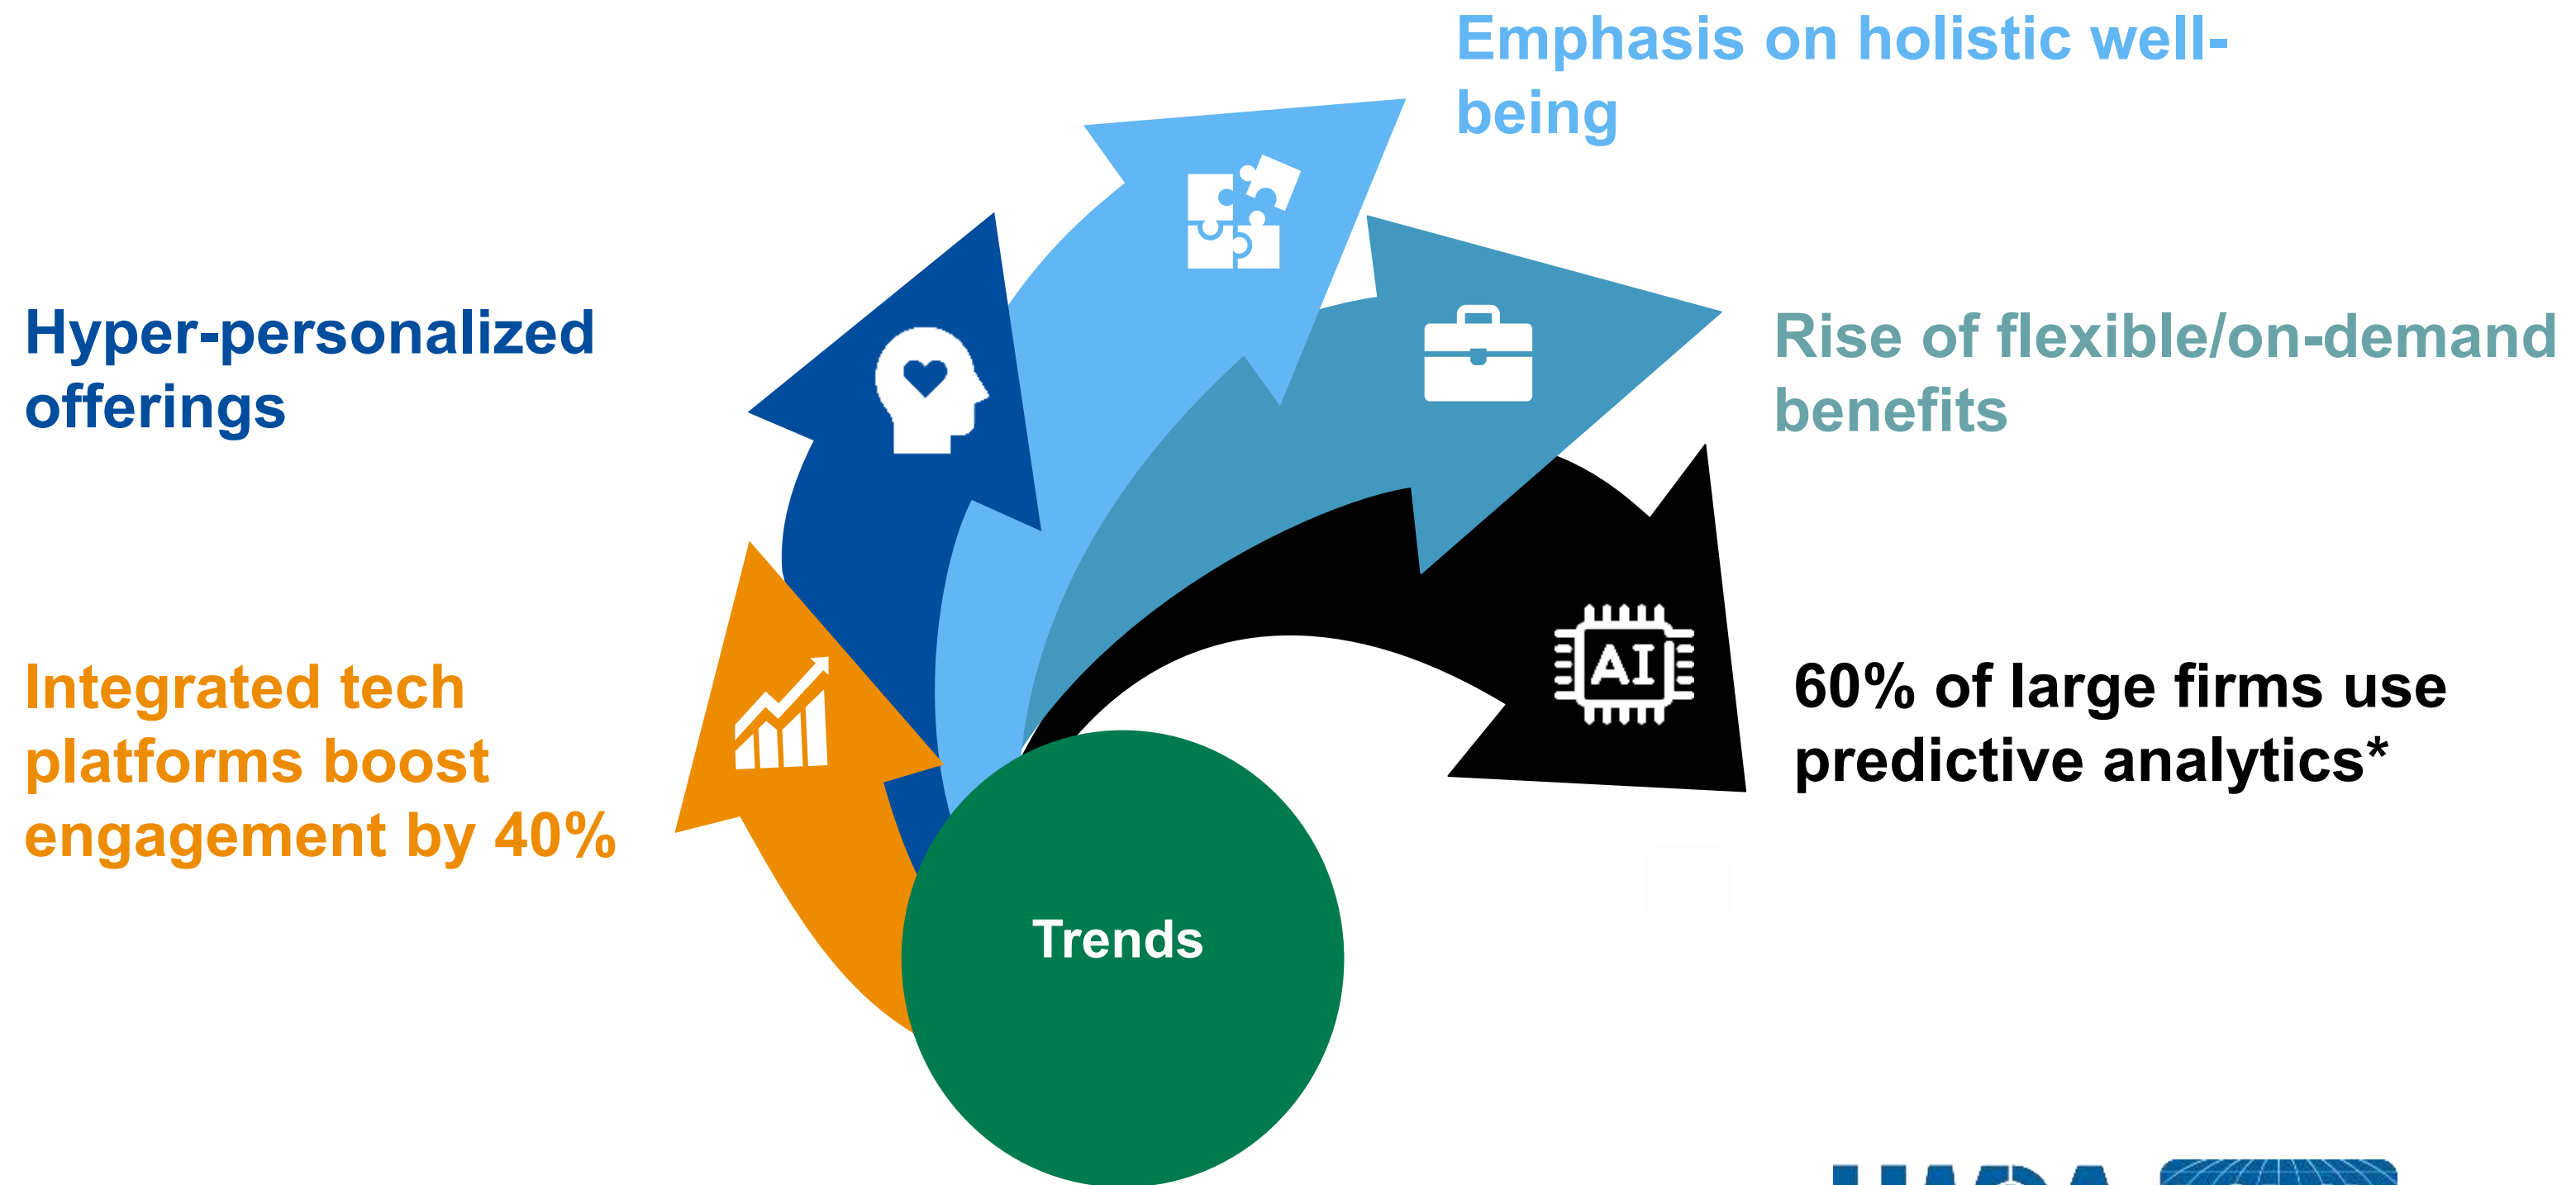 Emphasis on holistic well-
being
Hyper-personalized
offerings
Rise of flexible/on-demand
benefits
Integrated tech
platforms boost
engagement by 40%
AI
60% of large firms use
predictive analytics*
Trends